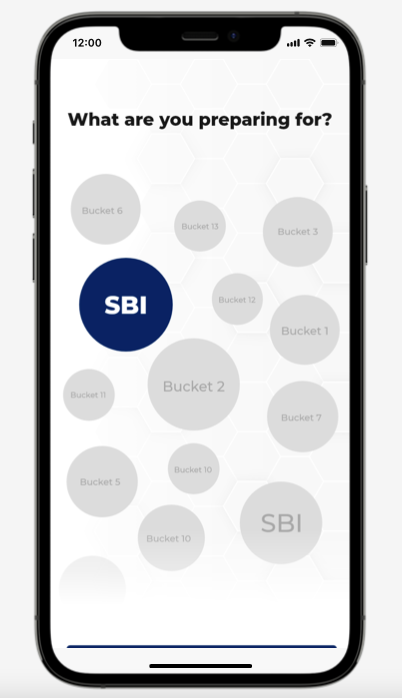 12:00
What are you preparing for?
Bucket 6
Bucket 13
Bucket 3
SBI
Bucket 12
Bucket 1
Bucket 2
Bucket 11
Bucket 7
Bucket 10
Bucket 5
SBI
Bucket 10